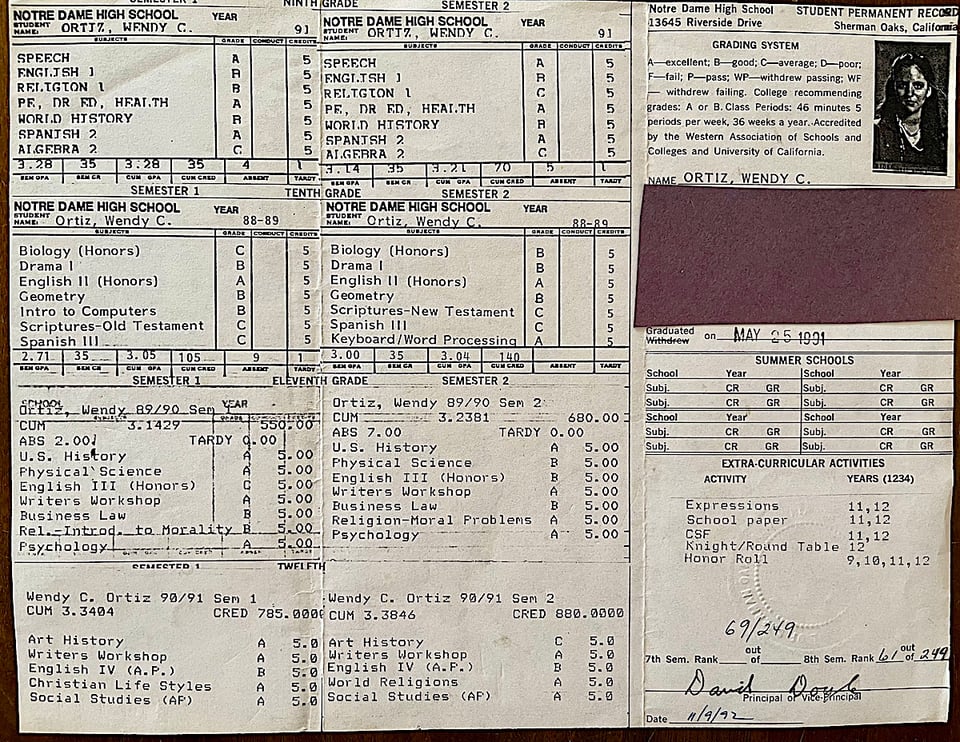 SEMESTER 1 NINTH GRADE
NOTRE DAME HIGH SCHOOL YEAR
STUDENT NAME: ORTIZ, WENDY C. 91
SUBJECTS GRADE CONDUCT CREDITS
SPEECH A 5
ENGLISH 1 B 5
RELIGION 1 B 5
PE, DR ED, HEALTH A 5
WORLD HISTORY B 5
SPANISH 2 A 5
ALGEBRA 2 C 5
3.28 35 3.28 35 4 1
SEM GPA SEM CR CUM GPA CUM CRED ABSENT TARDY
SEMESTER 2
NOTRE DAME HIGH SCHOOL YEAR
STUDENT NAME: ORTIZ, WENDY C. 91
SUBJECTS GRADE CONDUCT CREDITS
SPEECH A 5
ENGLISH 1 B 5
RELIGION 1 C 5
PE, DR ED, HEALTH A 5
WORLD HISTORY B 5
SPANISH 2 A 5
ALGEBRA 2 C 5
3.14 35 3.21 70 5 1
SEM GPA SEM CR CUM GPA CUM CRED ABSENT TARDY
SEMESTER 1 TENTH GRADE
NOTRE DAME HIGH SCHOOL YEAR
STUDENT NAME: Ortiz, Wendy C. 88-89
SUBJECTS GRADE CONDUCT CREDITS
Biology (Honors) C 5
Drama I B 5
English II (Honors) A 5
Geometry B 5
Intro to Computers B 5
Scriptures-Old Testament C 5
Spanish III C 5
2.71 35 3.05 105 9 1
SEM GPA SEM CR CUM GPA CUM CRED ABSENT TARDY
SEMESTER 2
NOTRE DAME HIGH SCHOOL YEAR
STUDENT NAME: Ortiz, Wendy C. 88-89
SUBJECTS GRADE CONDUCT CREDITS
Biology (Honors) B 5
Drama I B 5
English II (Honors) A 5
Geometry B 5
Scriptures-New Testament C 5
Spanish III C 5
Keyboard/Word Processing A 5
3.00 35 3.04 140
SEM GPA SEM CR CUM GPA CUM CRED ABSENT TARDY
SEMESTER 1 ELEVENTH GRADE
SCHOOL YEAR
Ortiz, Wendy 89/90 Sem 1
CUM 3.1429 550.00
ABS 2.00 TARDY 0.00
U.S. History A 5.00
Physical Science A 5.00
English III (Honors) C 5.00
Writers Workshop A 5.00
Business Law B 5.00
Rel.-Introd. to Morality B 5.00
Psychology A 5.00
SEMESTER 2
Ortiz, Wendy 89/90 Sem 2
CUM 3.2381 680.00
ABS 7.00 TARDY 0.00
U.S. History A 5.00
Physical Science B 5.00
English III (Honors) B 5.00
Writers Workshop A 5.00
Business Law B 5.00
Religion-Moral Problems A 5.00
Psychology A 5.00
SEMESTER 1 TWELFTH
Wendy C. Ortiz 90/91 Sem 1
CUM 3.3404 CRED 785.000
Art History A 5.0
Writers Workshop A 5.0
English IV (A.P.) B 5.0
Christian Life Styles A 5.0
Social Studies (AP) A 5.0
Wendy C. Ortiz 90/91 Sem 2
CUM 3.3846 CRED 880.0000
Art History C 5.0
Writers Workshop A 5.0
English IV (A.P.) B 5.0
World Religions A 5.0
Social Studies (AP) A 5.0
Notre Dame High School STUDENT PERMANENT RECORD
13645 Riverside Drive Sherman Oaks, California
GRADING SYSTEM
A—excellent; B—good; C—average; D—poor;
F—fail; P—pass; WP—withdrew passing; WF
— withdrew failing. College recommending
grades: A or B. Class Periods: 46 minutes 5
periods per week, 36 weeks a year. Accredited
by the Western Association of Schools and
Colleges and University of California.
NAME ORTIZ, WENDY C.
Graduated
Withdrew on MAY 25 1991
SUMMER SCHOOLS
School Year School Year
Subj. CR GR Subj. CR GR
Subj. CR GR Subj. CR GR
School Year School Year
Subj. CR GR Subj. CR GR
Subj. CR GR Subj. CR GR
EXTRA-CURRICULAR ACTIVITIES
ACTIVITY YEARS (1234)
Expressions 11,12
School paper 11,12
CSF 11,12
Knight/Round Table 12
Honor Roll 9,10,11,12
69/249
7th Sem. Rank out of 8th Sem. Rank 61 out of 249
David Doyle
Principal or Vice-principal
Date 11/9/92